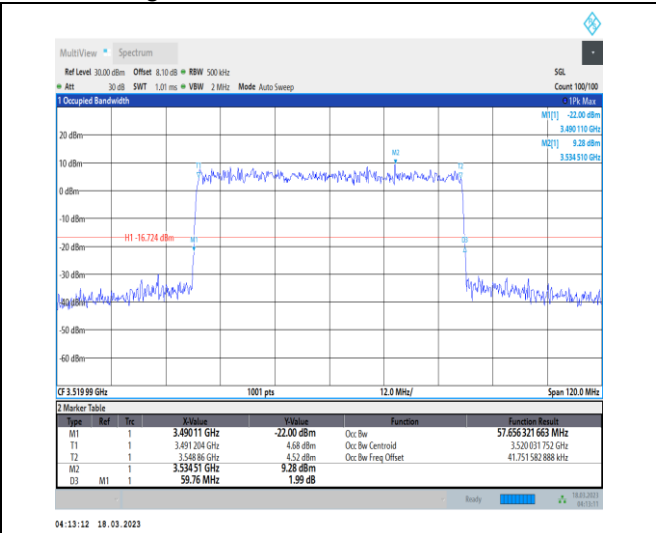 MultiView Spectrum
Ref Level 30.00 dBm Offset 8.10 dB RBW 500 kHz SGL
Att 30 dB SWT 1.01 ms VBW 2 MHz Mode Auto Sweep Count 100/100
1 Occupied Bandwidth 1Pk Max
M1[1] -22.00 dBm
3.490 110 GHz
M2[1] 9.28 dBm
3.534 510 GHz
20 dBm
M2
10 dBm
T1 T2
0 dBm
-10 dBm
H1 -16.724 dBm M1 D3
-20 dBm
-30 dBm
-40 dBm
-50 dBm
-60 dBm
CF 3.519 99 GHz 1001 pts 12.0 MHz/ Span 120.0 MHz
2 Marker Table
Type Ref Trc X-Value Y-Value Function Function Result
M1 1 3.49011 GHz -22.00 dBm Occ Bw 57.656 321 663 MHz
T1 1 3.491 204 GHz 4.68 dBm Occ Bw Centroid 3.520 031 752 GHz
T2 1 3.548 86 GHz 4.52 dBm Occ Bw Freq Offset 41.751 582 888 kHz
M2 1 3.53451 GHz 9.28 dBm
D3 M1 1 59.76 MHz 1.99 dB
Ready 18.03.2023
04:13:11
04:13:12 18.03.2023